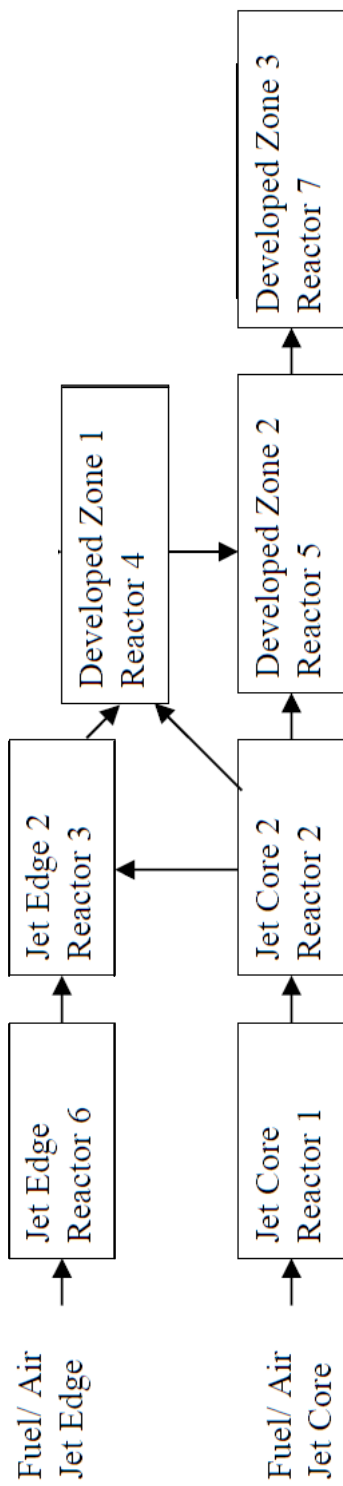 Fuel/ Air
Jet Edge
Jet Edge
Reactor 6
Jet Edge 2
Reactor 3
Developed Zone 1
Reactor 4
Fuel/ Air
Jet Core
Jet Core
Reactor 1
Jet Core 2
Reactor 2
Developed Zone 2
Reactor 5
Developed Zone 3
Reactor 7